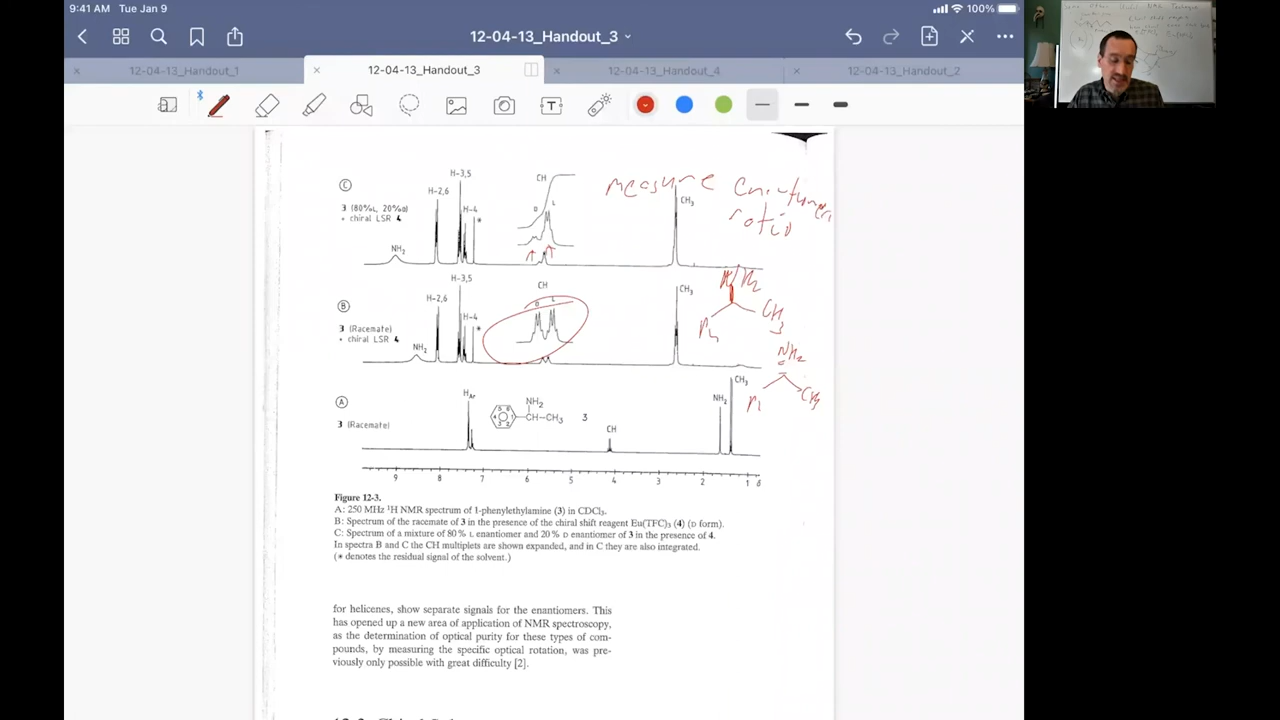 9:41 AM Tue Jan 9
100%
12-04-13_Handout_3
12-04-13_Handout_1
12-04-13_Handout_3
12-04-13_Handout_4
12-04-13_Handout_2
measure
ratio
C
3 (80%L, 20%D)
+ chiral LSR 4
NH2
H-2,6
H-3,5
H-4
*
CH
D L
CH3
B
3 (Racemate)
+ chiral LSR 4
NH2
H-2,6
H-3,5
H-4
*
CH
D L
CH3
NH2
Ph
CH3
NH2
Ph
CH3
A
3 (Racemate)
HAr
NH2
CH-CH3
5 6
4 1
3 2
3
CH
NH2
CH3
9 8 7 6 5 4 3 2 1 δ
Figure 12-3.
A: 250 MHz 1H NMR spectrum of 1-phenylethylamine (3) in CDCl3.
B: Spectrum of the racemate of 3 in the presence of the chiral shift reagent Eu(TFC)3 (4) (D form).
C: Spectrum of a mixture of 80% L enantiomer and 20% D enantiomer of 3 in the presence of 4.
In spectra B and C the CH multiplets are shown expanded, and in C they are also integrated.
(* denotes the residual signal of the solvent.)
for helicenes, show separate signals for the enantiomers. This
has opened up a new area of application of NMR spectroscopy,
as the determination of optical purity for these types of com-
pounds, by measuring the specific optical rotation, was pre-
viously only possible with great difficulty [2].